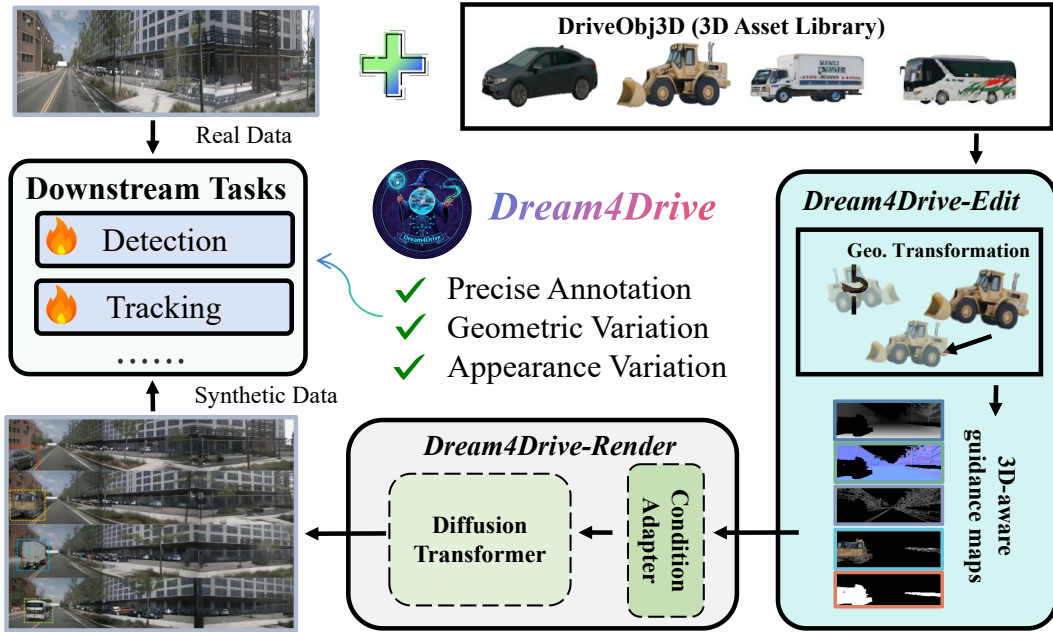 DriveObj3D (3D Asset Library)
Real Data
Downstream Tasks
Detection
Tracking
......
Synthetic Data
Dream4Drive
Dream4Drive
Precise Annotation
Geometric Variation
Appearance Variation
Dream4Drive-Edit
Geo. Transformation
3D-aware
guidance maps
Dream4Drive-Render
Diffusion
Transformer
Condition
Adapter